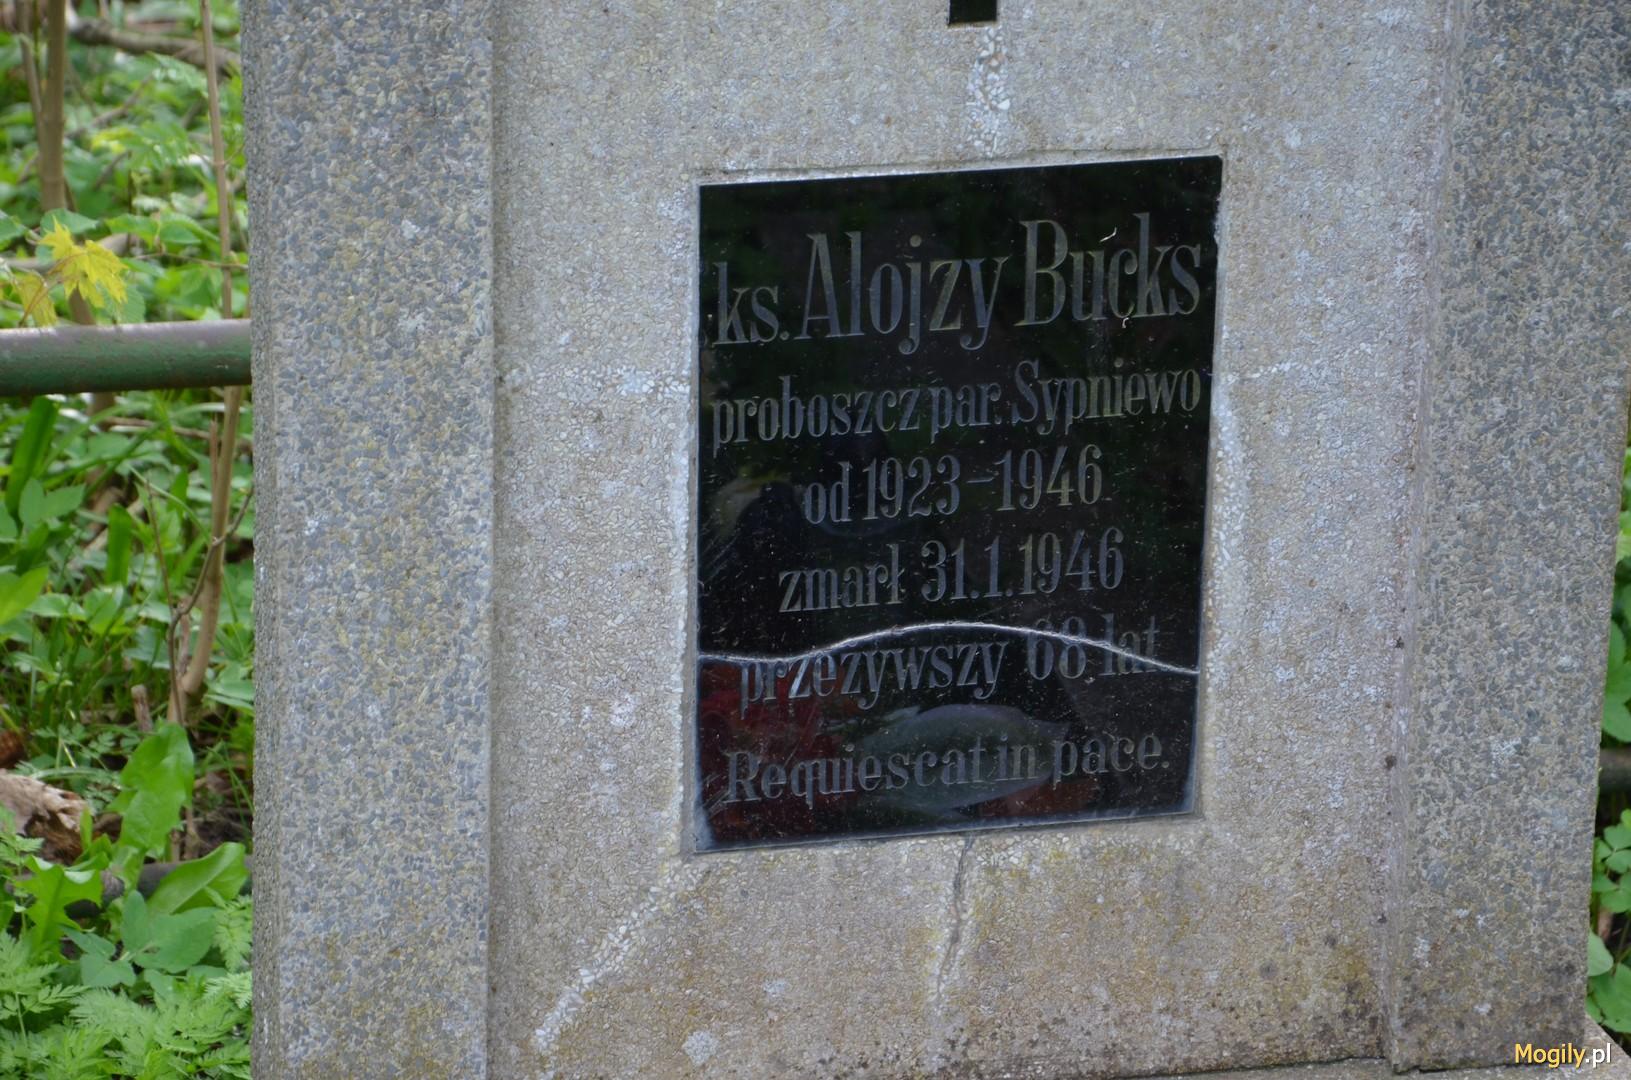 ks. Alojzy Bucks
proboszcz par. Sypniewo
od 1923-1946
zmarł 31.1.1946
przeżywszy 68 lat
Requiescat in pace.
Mogily.pl